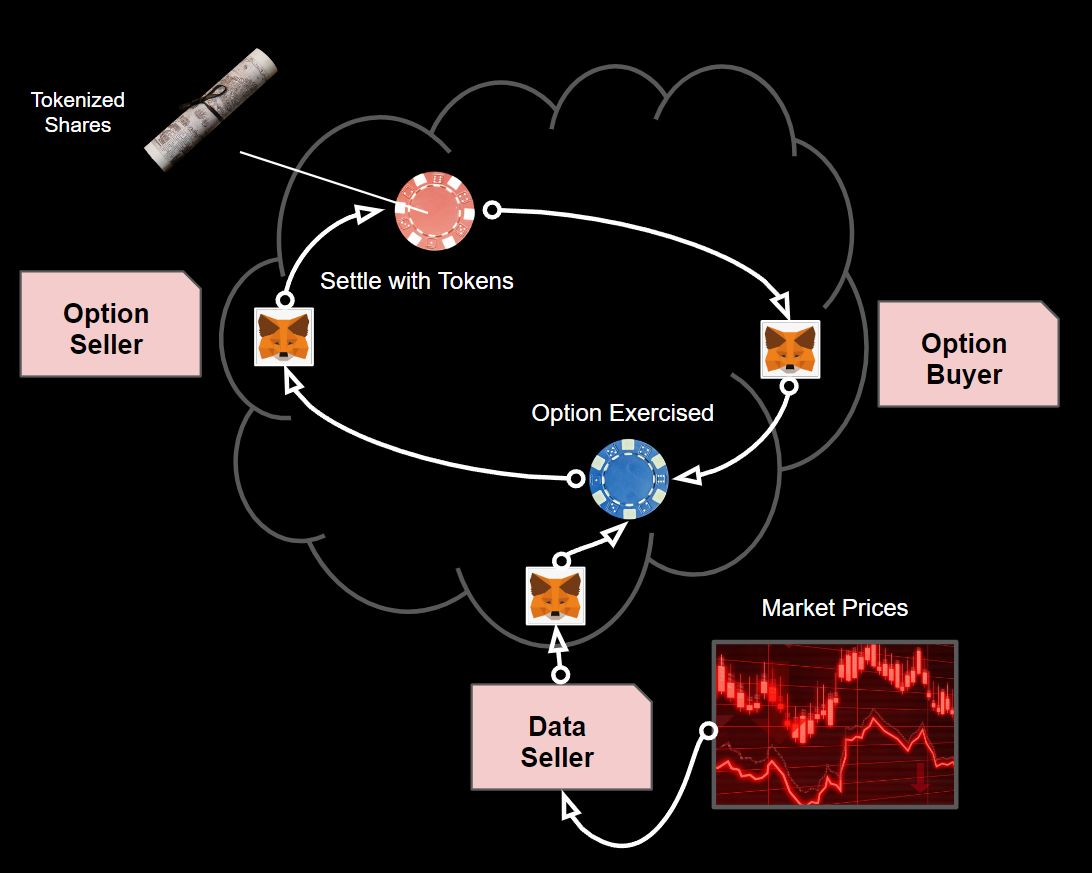 Tokenized
Shares
Settle with Tokens
Option
Seller
Option
Buyer
Option Exercised
Market Prices
Data
Seller